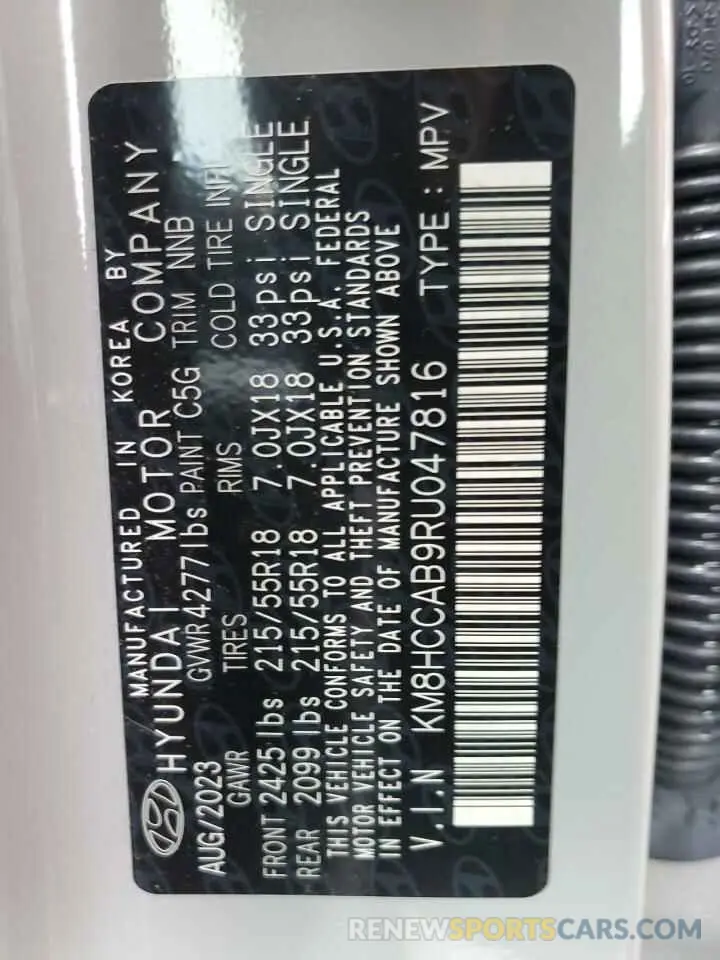 MANUFACTURED IN KOREA BY
HYUNDAI MOTOR COMPANY
AUG/2023 GVWR 4277lbs PAINT C5G TRIM NNB
GAWR TIRES RIMS COLD TIRE INFL
FRONT 2425lbs 215/55R18 7.0JX18 33psi SINGLE
REAR 2099lbs 215/55R18 7.0JX18 33psi SINGLE
THIS VEHICLE CONFORMS TO ALL APPLICABLE U.S.A. FEDERAL
MOTOR VEHICLE SAFETY AND THEFT PREVENTION STANDARDS
IN EFFECT ON THE DATE OF MANUFACTURE SHOWN ABOVE
V.I.N KM8HCCAB9RU047816 TYPE : MPV
RENEWSPORTSCARS.COM